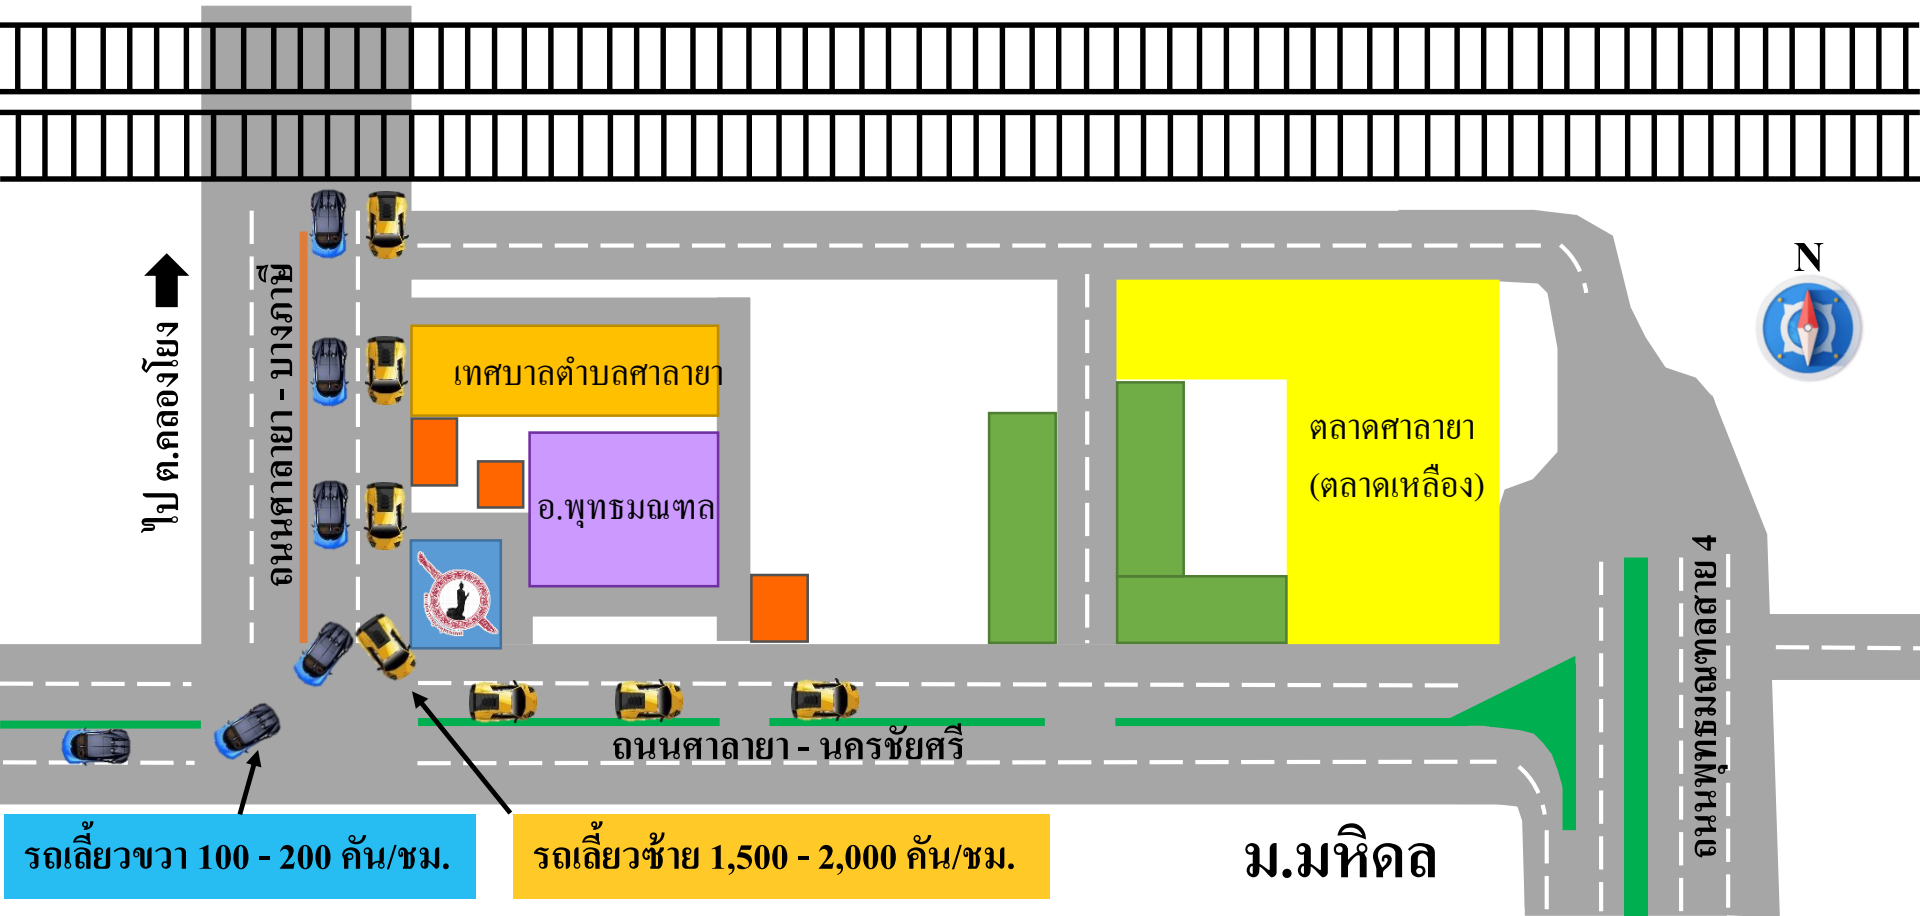 N
ไป ต.คลองโยง
ถนนศาลายา - บางภาษี
เทศบาลตำบลศาลายา
อ.พุทธมณฑล
ตลาดศาลายา
(ตลาดเหลือง)
ถนนพุทธมณฑลสาย 4
ถนนศาลายา - นครชัยศรี
รถเลี้ยวขวา 100 - 200 คัน/ชม.
รถเลี้ยวซ้าย 1,500 - 2,000 คัน/ชม.
ม.มหิดล